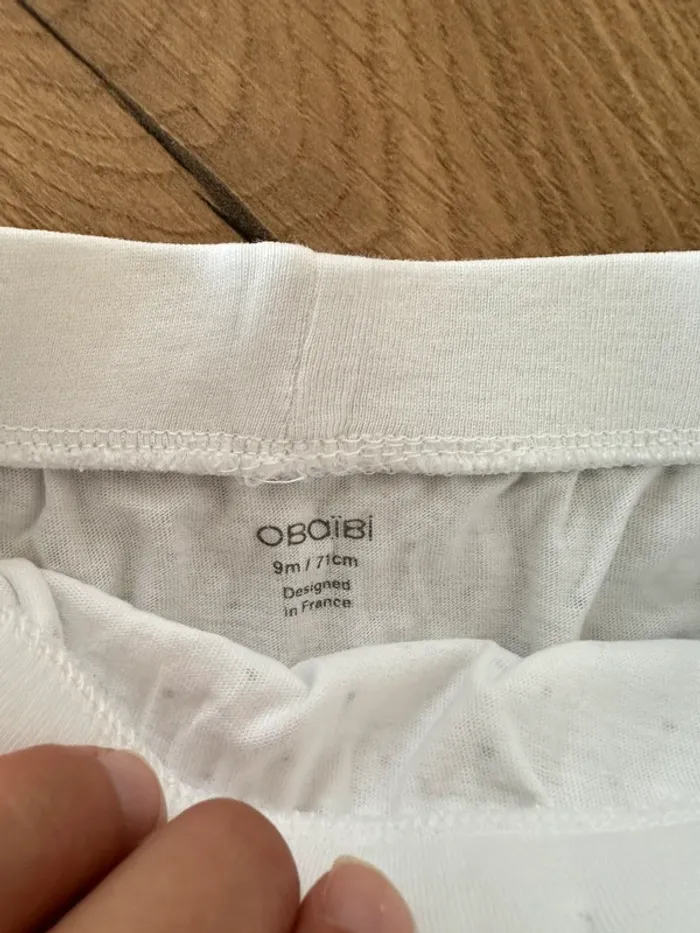 OBAÏBI
9m / 71cm
Designed
in France